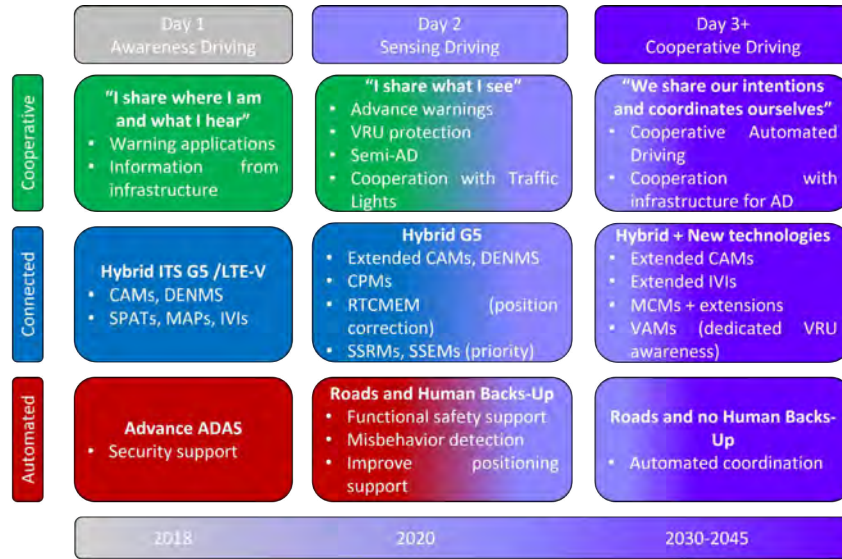 Day 1
Awareness Driving
Day 2
Sensing Driving
Day 3+
Cooperative Driving
Cooperative
"I share where I am
and what I hear"
• Warning applications
• Information from
infrastructure
"I share what I see"
• Advance warnings
• VRU protection
• Semi-AD
• Cooperation with Traffic
Lights
"We share our intentions
and coordinates ourselves"
• Cooperative Automated
Driving
• Cooperation with
infrastructure for AD
Connected
Hybrid ITS G5 /LTE-V
• CAMs, DENMS
• SPATs, MAPs, IVIs
Hybrid G5
• Extended CAMs, DENMS
• CPMs
• RTCMEM (position
correction)
• SSRMs, SSEMs (priority)
Hybrid + New technologies
• Extended CAMs
• Extended IVIs
• MCMs + extensions
• VAMs (dedicated VRU
awareness)
Automated
Advance ADAS
• Security support
Roads and Human Backs-Up
• Functional safety support
• Misbehavior detection
• Improve positioning
support
Roads and no Human Backs-
Up
• Automated coordination
2018
2020
2030-2045